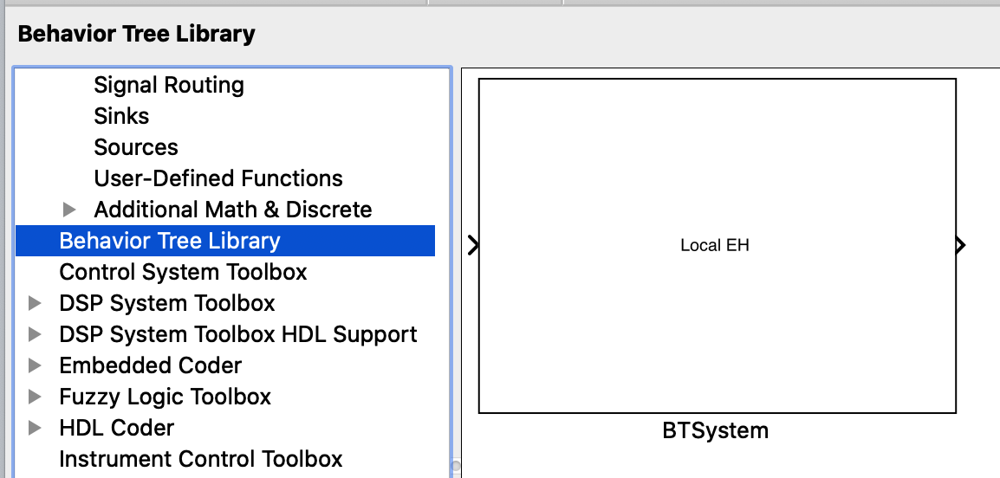 Behavior Tree Library
Signal Routing
Sinks
Sources
User-Defined Functions
Additional Math & Discrete
Behavior Tree Library
Control System Toolbox
DSP System Toolbox
DSP System Toolbox HDL Support
Embedded Coder
Fuzzy Logic Toolbox
HDL Coder
Instrument Control Toolbox
Local EH
BTSystem